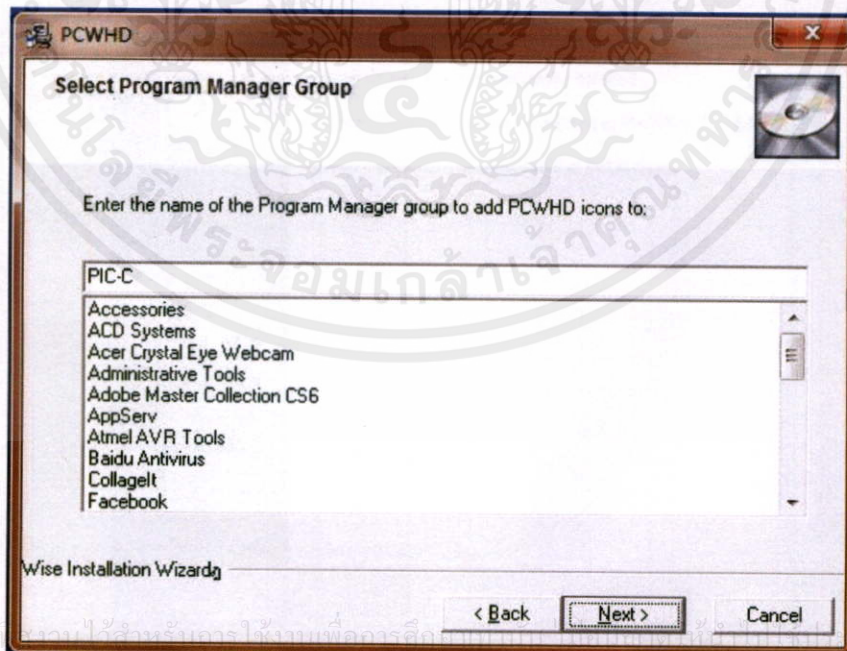 PCWHD
Select Program Manager Group
Enter the name of the Program Manager group to add PCWHD icons to:
PIC-C
Accessories
ACD Systems
Acer Crystal Eye Webcam
Administrative Tools
Adobe Master Collection CS6
AppServ
Atmel AVR Tools
Baidu Antivirus
CollageIt
Facebook
Wise Installation Wizard
< Back
Next >
Cancel